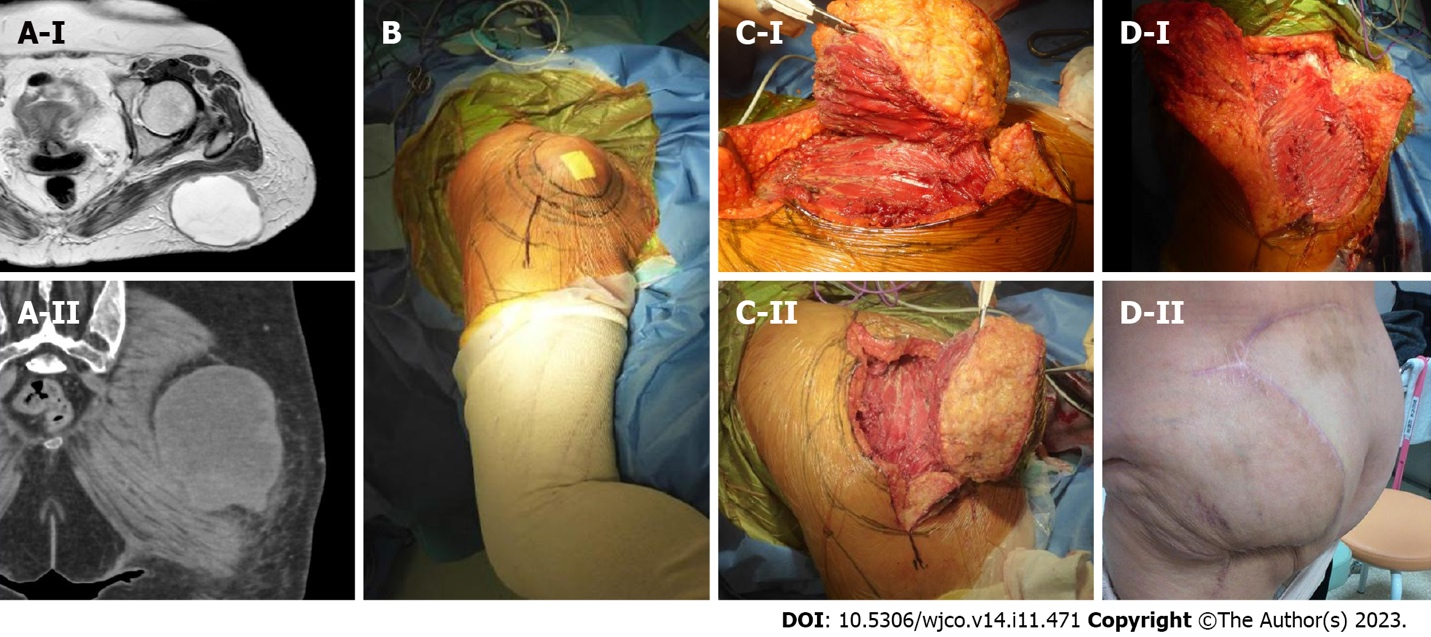 A-I
B
C-I
D-I
A-II
C-II
D-II
DOI: 10.5306/wjco.v14.i11.471 Copyright ©The Author(s) 2023.